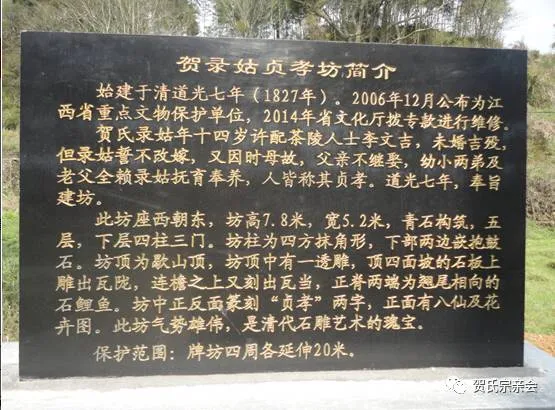 贺录姑贞孝坊简介
始建于清道光七年（1827年）。2006年12月公布为江
西省重点文物保护单位，2014年省文化厅拨专款进行维修。
贺氏录姑年十四岁许配茶陵人士李文吉，未婚吉殁，
但录姑誓不改嫁，又因时母故，父亲不继娶，幼小两弟及
老父全赖录姑抚育奉养，人皆称其贞孝。道光七年，奉旨
建坊。
此坊座西朝东，坊高7.8米，宽5.2米，青石构筑，五
层，下层四柱三门。坊柱为四方抹角形，下部两边嵌抱鼓
石。坊顶为歇山顶，坊顶中有一透雕，顶四面坡的石板上
雕出瓦陇，连檐之上又刻出瓦当，正脊两端为翘尾相向的
石鲤鱼。坊中正反面篆刻“贞孝”两字，正面有八仙及花
卉图。此坊气势雄伟，是清代石雕艺术的瑰宝。
保护范围：牌坊四周各延伸20米。
贺氏宗亲会